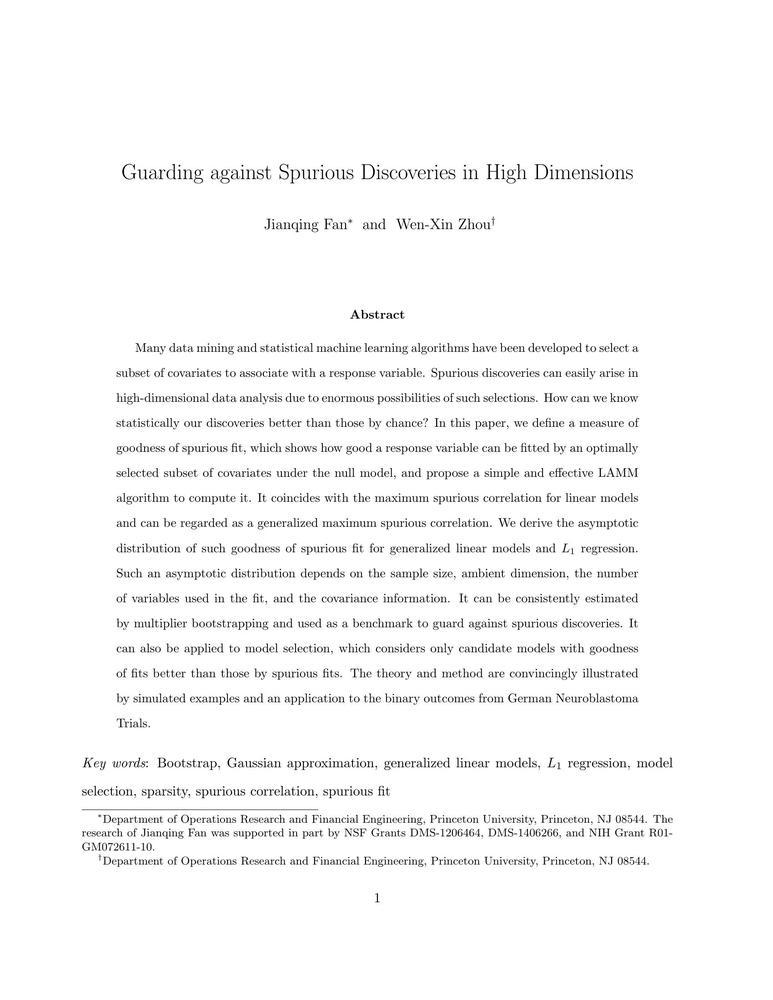 Guarding against Spurious Discoveries in High Dimensions
Jianqing Fan* and Wen-Xin Zhou†
Abstract
Many data mining and statistical machine learning algorithms have been developed to select a
subset of covariates to associate with a response variable. Spurious discoveries can easily arise in
high-dimensional data analysis due to enormous possibilities of such selections. How can we know
statistically our discoveries better than those by chance? In this paper, we define a measure of
goodness of spurious fit, which shows how good a response variable can be fitted by an optimally
selected subset of covariates under the null model, and propose a simple and effective LAMM
algorithm to compute it. It coincides with the maximum spurious correlation for linear models
and can be regarded as a generalized maximum spurious correlation. We derive the asymptotic
distribution of such goodness of spurious fit for generalized linear models and L₁ regression.
Such an asymptotic distribution depends on the sample size, ambient dimension, the number
of variables used in the fit, and the covariance information. It can be consistently estimated
by multiplier bootstrapping and used as a benchmark to guard against spurious discoveries. It
can also be applied to model selection, which considers only candidate models with goodness
of fits better than those by spurious fits. The theory and method are convincingly illustrated
by simulated examples and an application to the binary outcomes from German Neuroblastoma
Trials.
Key words: Bootstrap, Gaussian approximation, generalized linear models, L₁ regression, model
selection, sparsity, spurious correlation, spurious fit
*Department of Operations Research and Financial Engineering, Princeton University, Princeton, NJ 08544. The
research of Jianqing Fan was supported in part by NSF Grants DMS-1206464, DMS-1406266, and NIH Grant R01-
GM072611-10.
†Department of Operations Research and Financial Engineering, Princeton University, Princeton, NJ 08544.
1